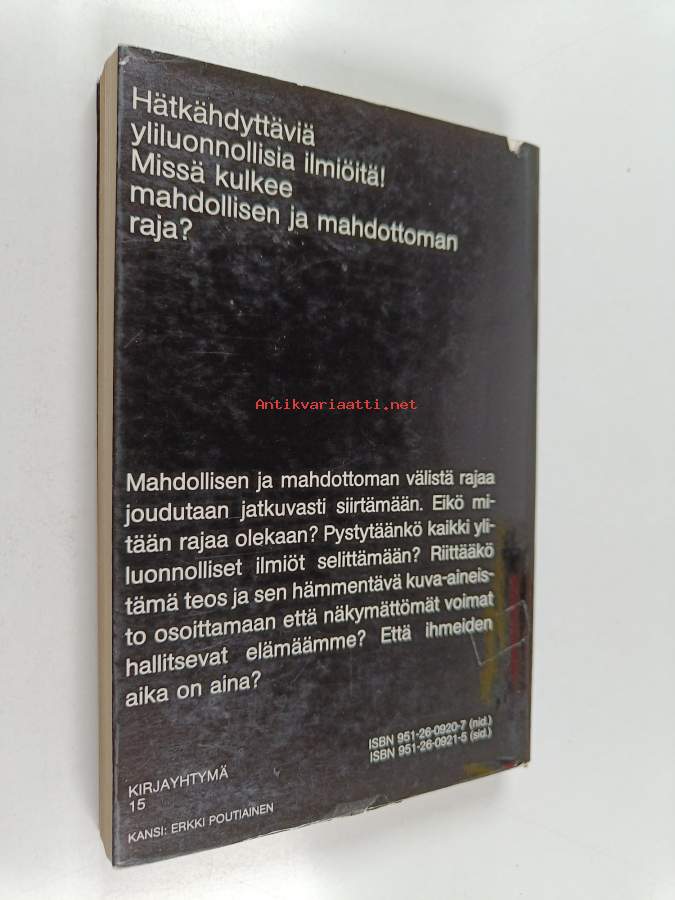 Hätkähdyttäviä
yliluonnollisia ilmiöitä!
Missä kulkee
mahdollisen ja mahdottoman
raja?
Antikvariaatti.net
Mahdollisen ja mahdottoman välistä rajaa
joudutaan jatkuvasti siirtämään. Eikö mi-
tään rajaa olekaan? Pystytäänkö kaikki yli-
luonnolliset ilmiöt selittämään? Riittääkö
tämä teos ja sen hämmentävä kuva-aineis-
to osoittamaan että näkymättömät voimat
hallitsevat elämäämme? Että ihmeiden
aika on aina?
ISBN 951-26-0920-7 (nid.)
ISBN 951-26-0921-5 (sid.)
KIRJAYHTYMÄ
15
KANSI: ERKKI POUTIAINEN